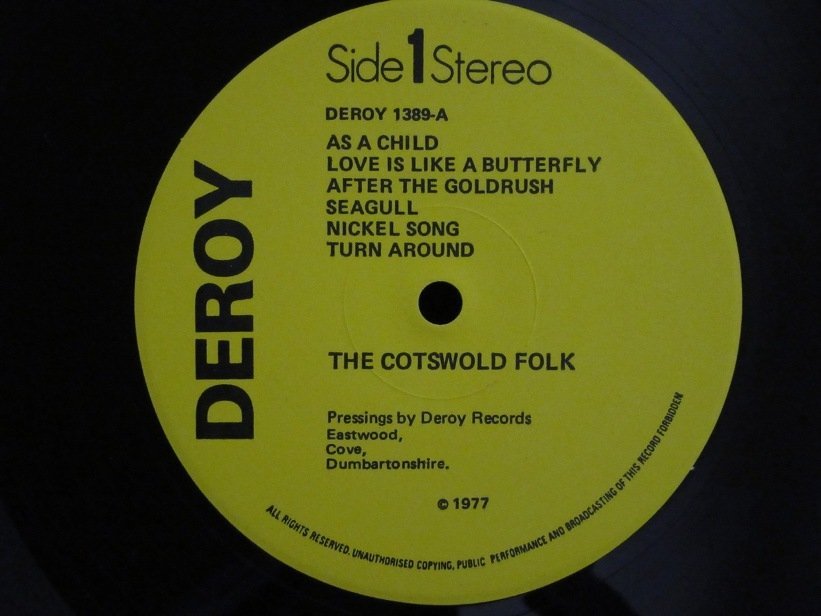 Side 1 Stereo
DEROY 1389-A
AS A CHILD
LOVE IS LIKE A BUTTERFLY
AFTER THE GOLDRUSH
SEAGULL
NICKEL SONG
TURN AROUND
DEROY
THE COTSWOLD FOLK
Pressings by Deroy Records
Eastwood,
Cove,
Dumbartonshire.
© 1977
ALL RIGHTS RESERVED. UNAUTHORISED COPYING, PUBLIC PERFORMANCE AND BROADCASTING OF THIS RECORD FORBIDDEN